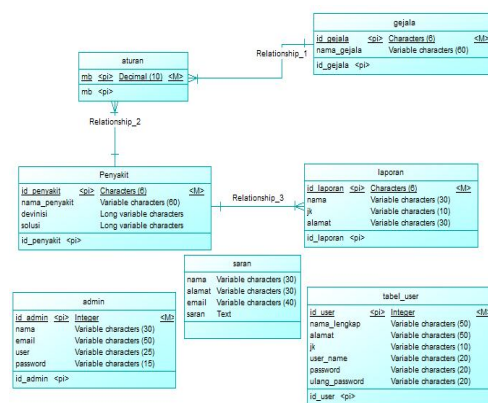 gejala
id_gejala <pi> Characters (6) <M>
nama_gejala Variable characters (60)
id_gejala <pi>
Relationship_1
aturan
mb <pi> Decimal (10) <M>
mb <pi>
Relationship_2
Penyakit
id_penyakit <pi> Characters (6) <M>
nama_penyakit Variable characters (60)
devinisi Long variable characters
solusi Long variable characters
id_penyakit <pi>
Relationship_3
laporan
id_laporan <pi> Characters (6) <M>
nama Variable characters (30)
jk Variable characters (10)
alamat Variable characters (30)
id_laporan <pi>
saran
nama Variable characters (30)
alamat Variable characters (30)
email Variable characters (40)
saran Text
admin
id_admin <pi> Integer <M>
nama Variable characters (30)
email Variable characters (50)
user Variable characters (25)
password Variable characters (15)
id_admin <pi>
tabel_user
id_user <pi> Integer <M>
nama_lengkap Variable characters (50)
alamat Variable characters (50)
jk Variable characters (10)
user_name Variable characters (20)
password Variable characters (20)
ulang_password Variable characters (20)
id_user <pi>